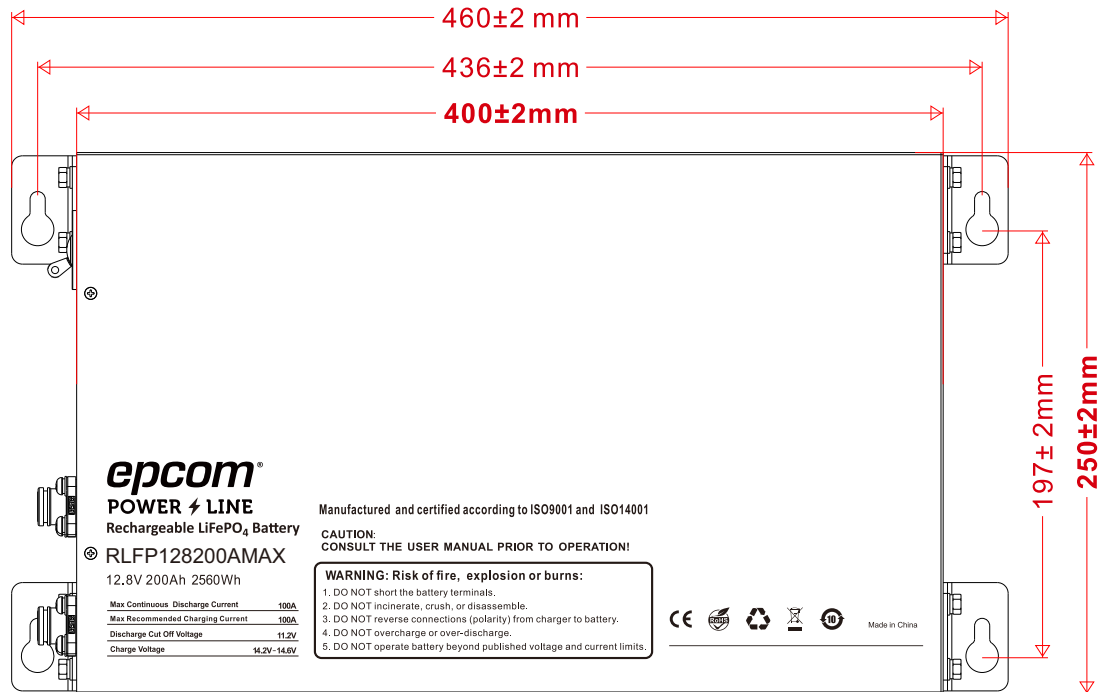 460±2 mm
436±2 mm
400±2mm
197± 2mm
250±2mm
epcom®
POWER LINE
Rechargeable LiFePO4 Battery
RLFP128200AMAX
12.8V 200Ah 2560Wh
Max Continuous Discharge Current 100A
Max Recommended Charging Current 100A
Discharge Cut Off Voltage 11.2V
Charge Voltage 14.2V~14.6V
Manufactured and certified according to ISO9001 and ISO14001
CAUTION:
CONSULT THE USER MANUAL PRIOR TO OPERATION!
WARNING: Risk of fire, explosion or burns:
1. DO NOT short the battery terminals.
2. DO NOT incinerate, crush, or disassemble.
3. DO NOT reverse connections (polarity) from charger to battery.
4. DO NOT overcharge or over-discharge.
5. DO NOT operate battery beyond published voltage and current limits.
CE RoHS 10 Made in China